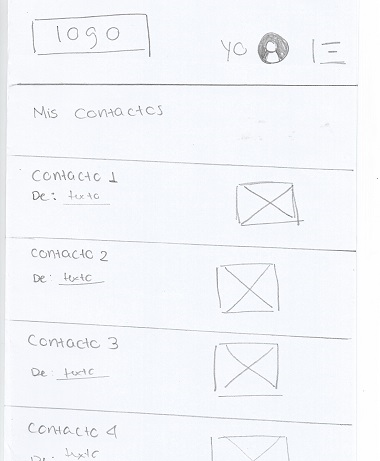 logo
yo
Mis contactos
Contacto 1
De: texto
contacto 2
De: texto
Contacto 3
De: texto
Contacto 4
De: texto